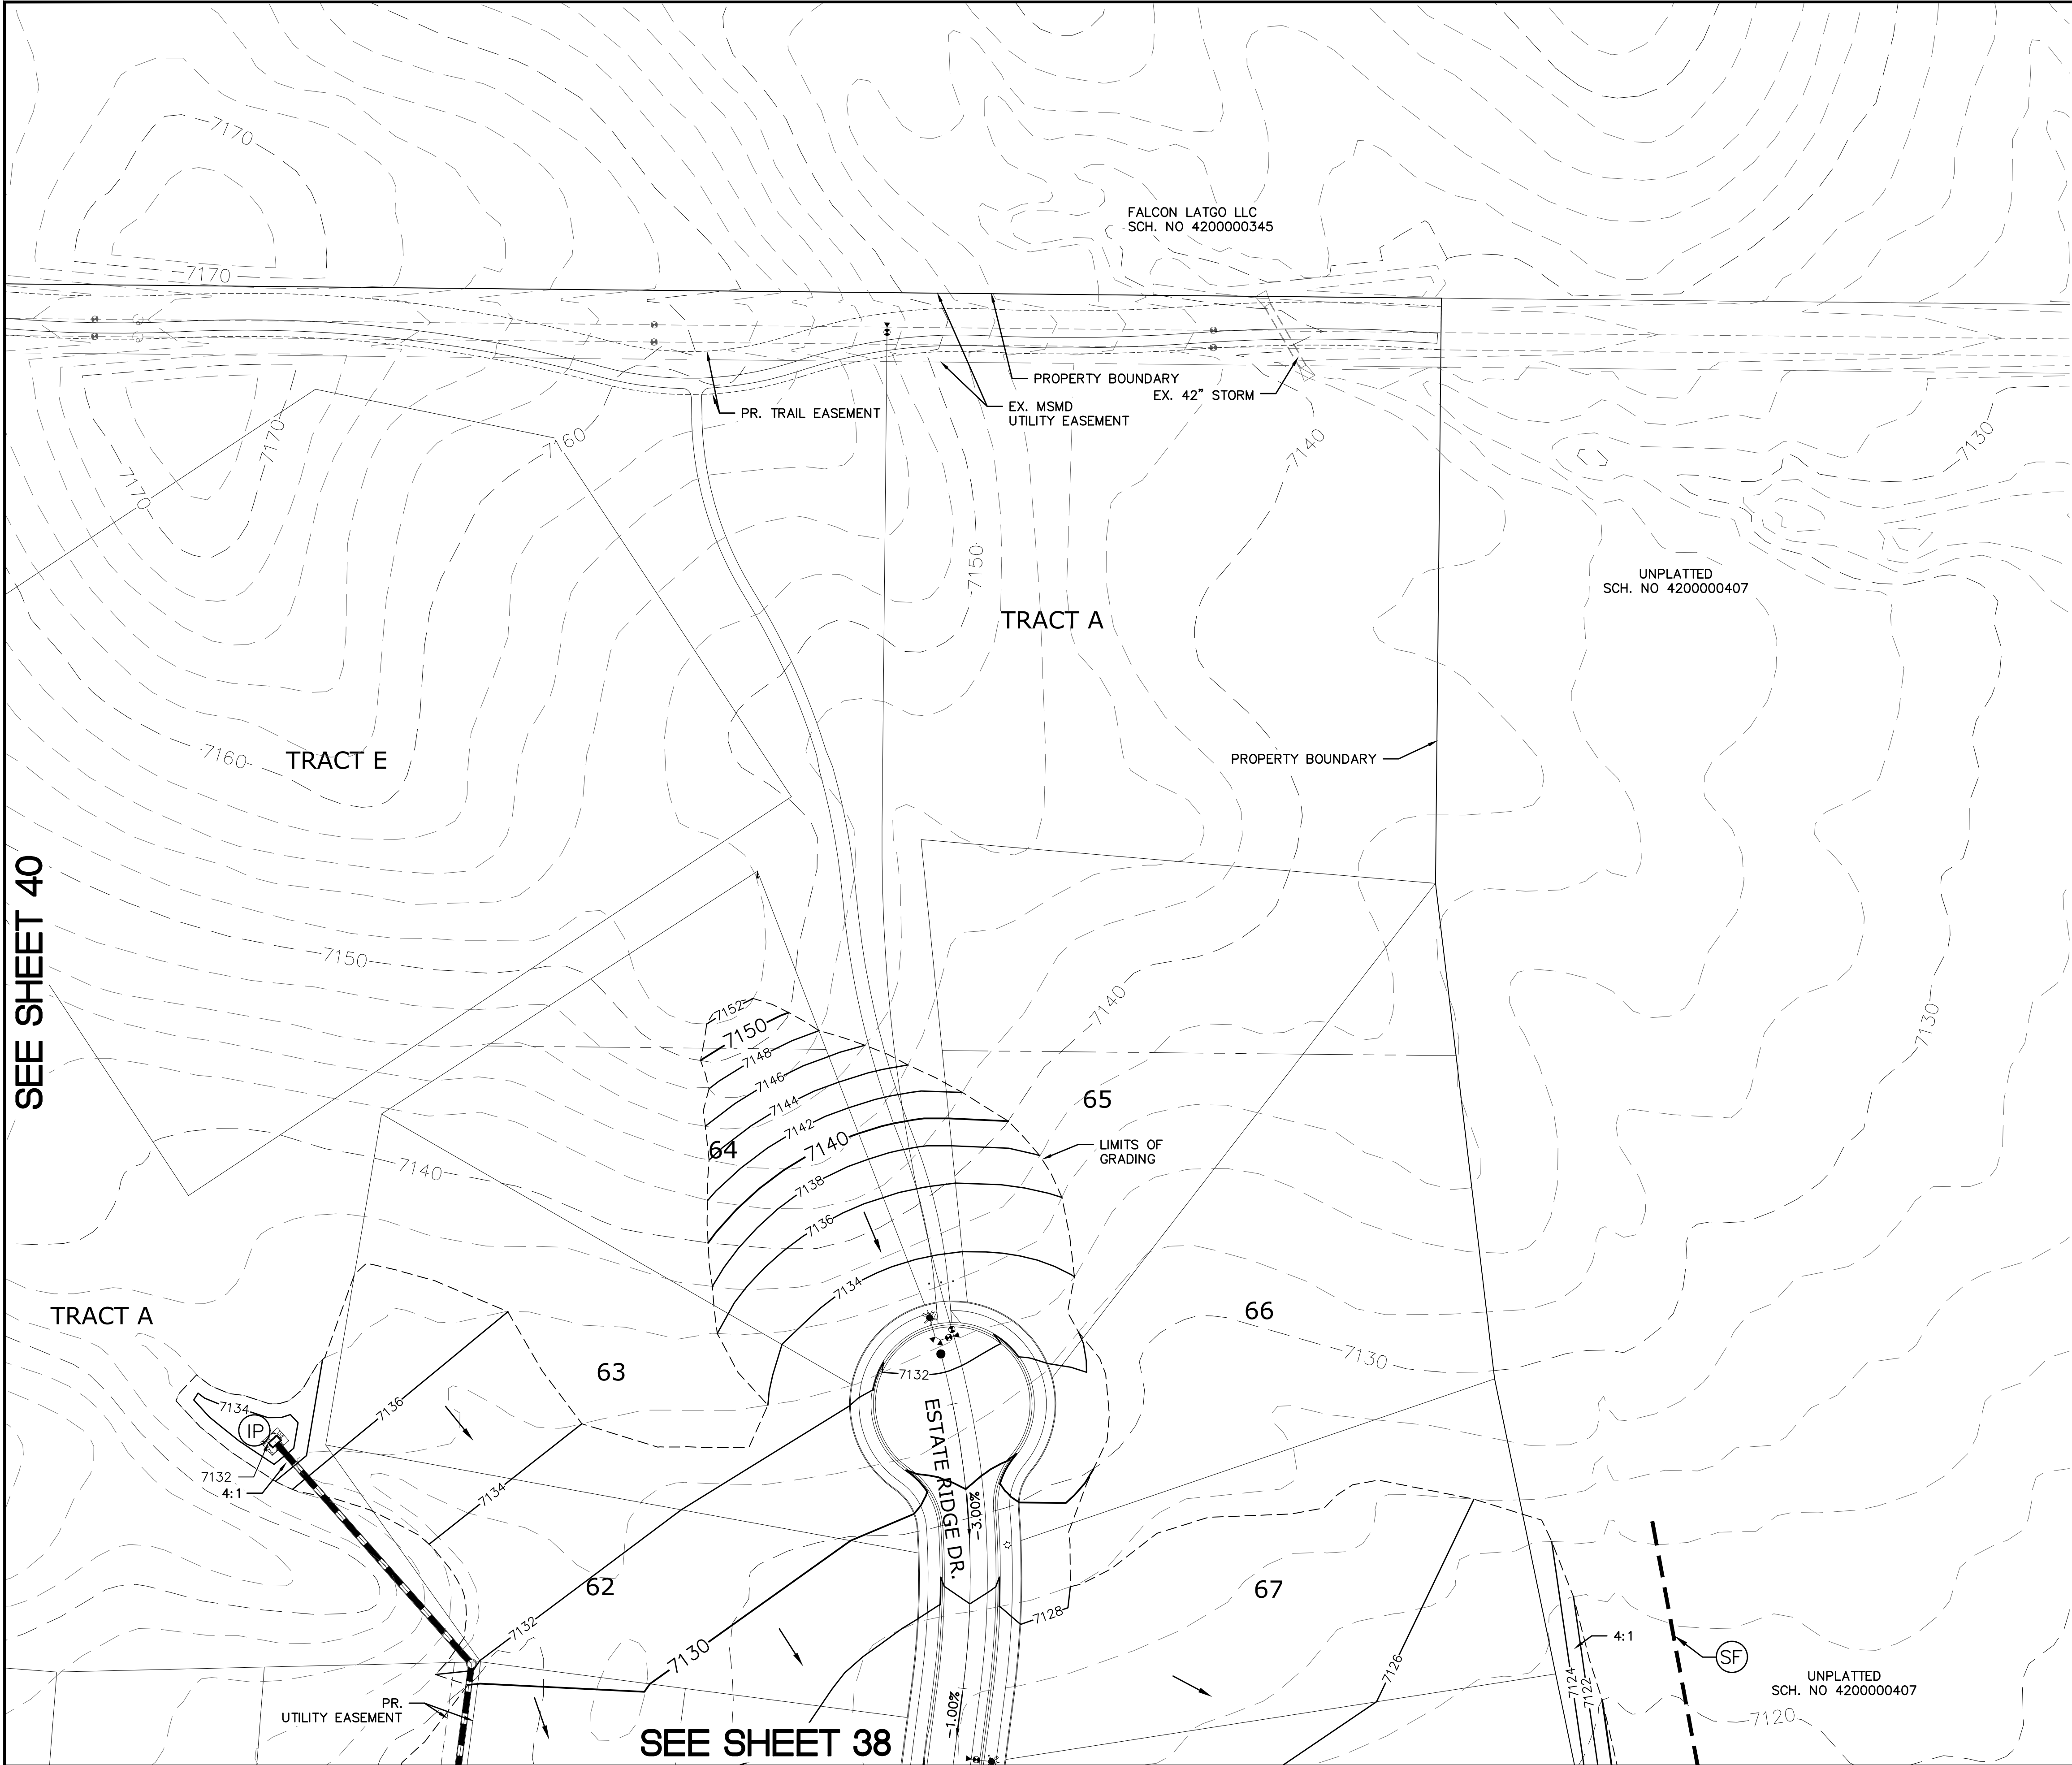 7170
FALCON LATGO LLC
SCH. NO 4200000345
7170
PROPERTY BOUNDARY
EX. 42" STORM
PR. TRAIL EASEMENT
EX. MSMD
UTILITY EASEMENT
7170
7160
7140
7130
7170
7150
UNPLATTED
SCH. NO 4200000407
TRACT A
7160
TRACT E
PROPERTY BOUNDARY
SEE SHEET 40
7150
7140
7130
7152
7150
7148
7146
7144
7142
7140
7138
7136
7134
64
65
LIMITS OF
GRADING
7140
TRACT A
66
7130
63
7132
7134
IP
7136
7132
4:1
7134
ESTATE RIDGE DR.
-3.00%
62
67
7132
7128
7130
7126
4:1
SF
7124
7122
UNPLATTED
SCH. NO 4200000407
7120
PR.
UTILITY EASEMENT
-1.00%
SEE SHEET 38